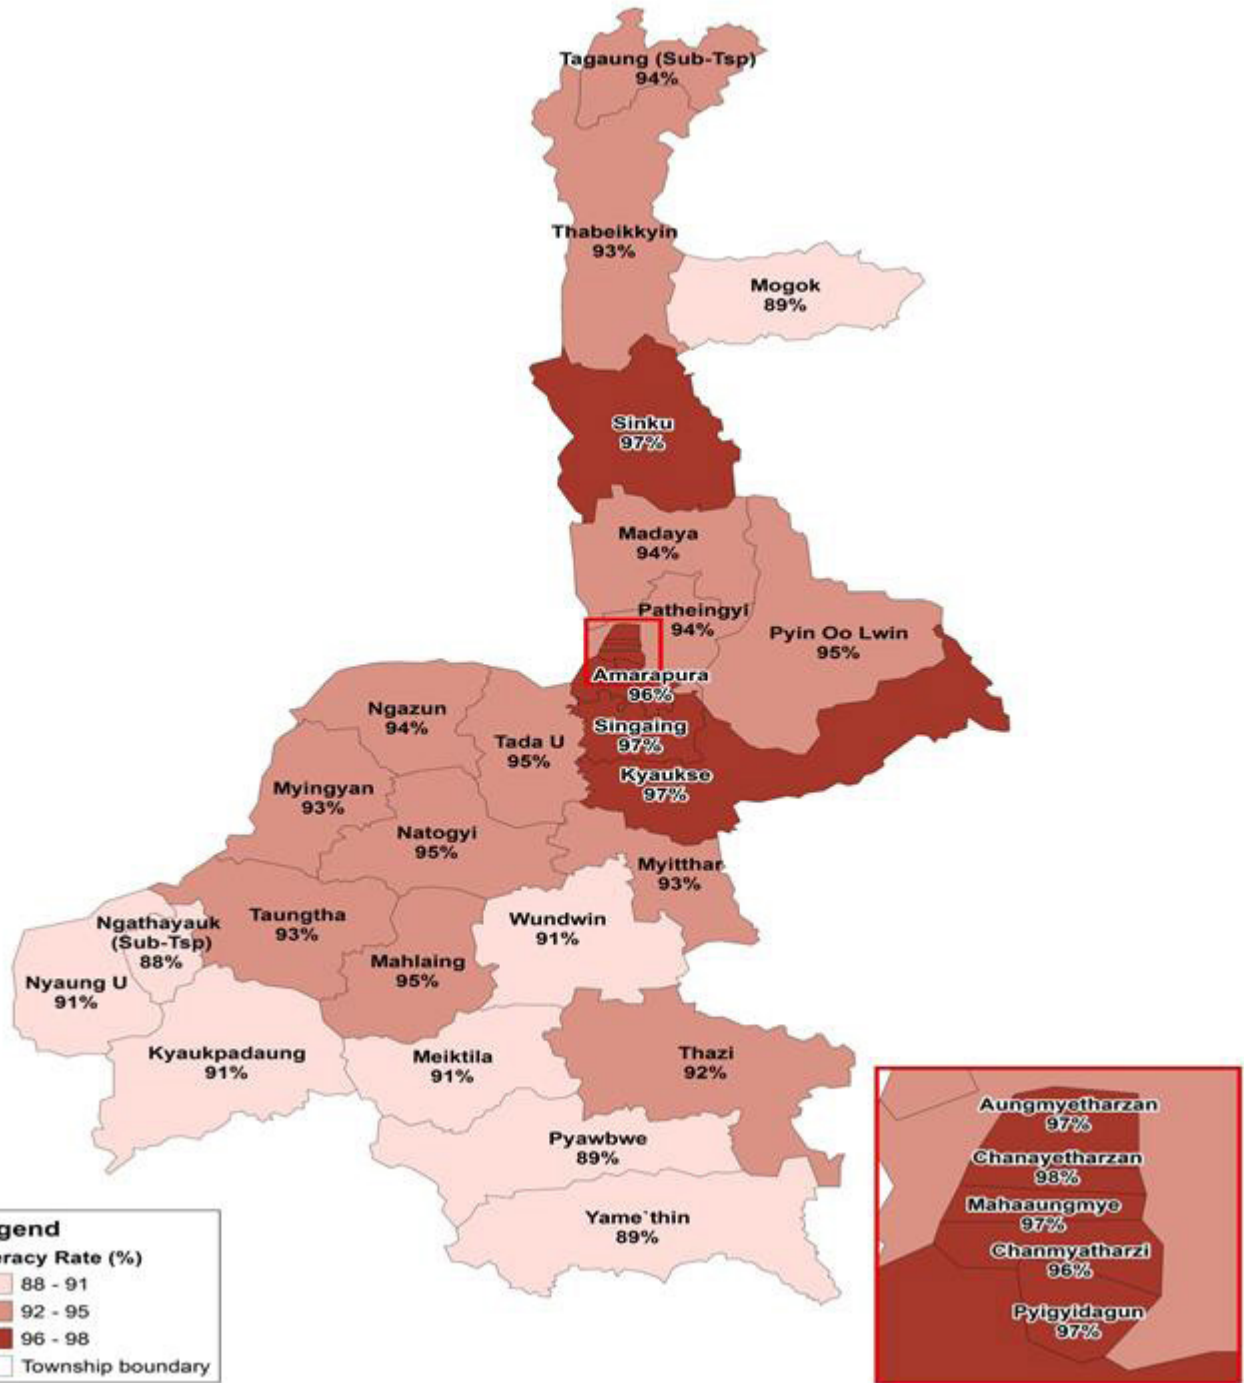 Tagaung (Sub-Tsp)
94%
Thabeikkyin
93%
Mogok
89%
Sinku
97%
Madaya
94%
Patheingyi
94%
Pyin Oo Lwin
95%
Amarapura
96%
Ngazun
94%
Singaing
97%
Tada U
95%
Kyaukse
97%
Myingyan
93%
Natogyi
95%
Myitthar
93%
Taungtha
93%
Wundwin
91%
Ngathayauk
(Sub-Tsp)
88%
Mahlaing
95%
Nyaung U
91%
Kyaukpadaung
91%
Meiktila
91%
Thazi
92%
Pyawbwe
89%
Yame`thin
89%
Aungmyetharzan
97%
Chanayetharzan
98%
Mahaaungmye
97%
Chanmyatharzi
96%
Pyigyidagun
97%
gend
eracy Rate (%)
88 - 91
92 - 95
96 - 98
Township boundary